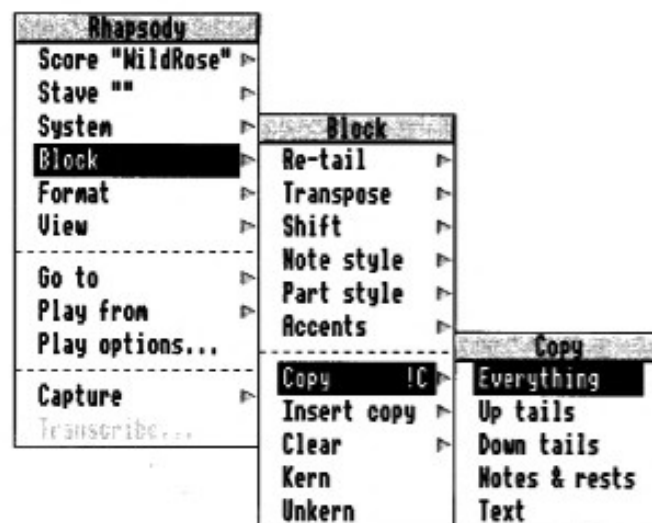 Rhapsody
Score "WildRose"
Stave ""
System
Block
Format
View
Go to
Play from
Play options...
Capture
Transcribe...
Block
Re-tail
Transpose
Shift
Note style
Part style
Accents
Copy !C
Insert copy
Clear
Kern
Unkern
Copy
Everything
Up tails
Down tails
Notes & rests
Text